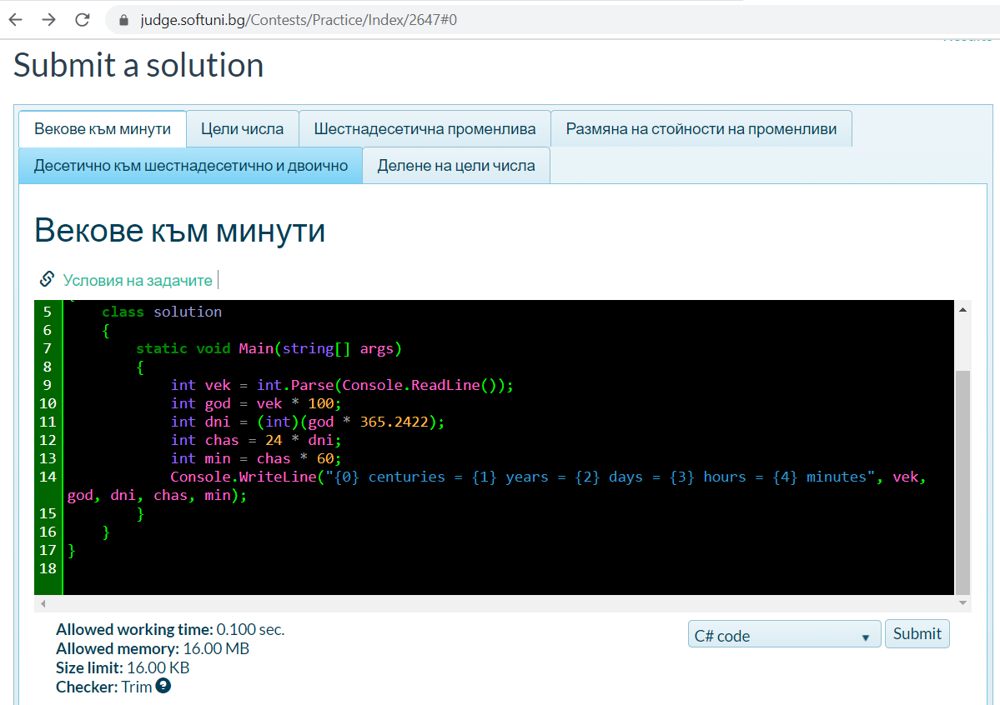 judge.softuni.bg/Contests/Practice/Index/2647#0
Submit a solution
Векове към минути
Цели числа
Шестнадесетична променлива
Размяна на стойности на променливи
Десетично към шестнадесетично и двоично
Делене на цели числа
Векове към минути
Условия на задачите
5 class solution
6 {
7 static void Main(string[] args)
8 {
9 int vek = int.Parse(Console.ReadLine());
10 int god = vek * 100;
11 int dni = (int)(god * 365.2422);
12 int chas = 24 * dni;
13 int min = chas * 60;
14 Console.WriteLine("{0} centuries = {1} years = {2} days = {3} hours = {4} minutes", vek,
god, dni, chas, min);
15 }
16 }
17 }
18
Allowed working time: 0.100 sec.
Allowed memory: 16.00 MB
Size limit: 16.00 KB
Checker: Trim ?
C# code
Submit